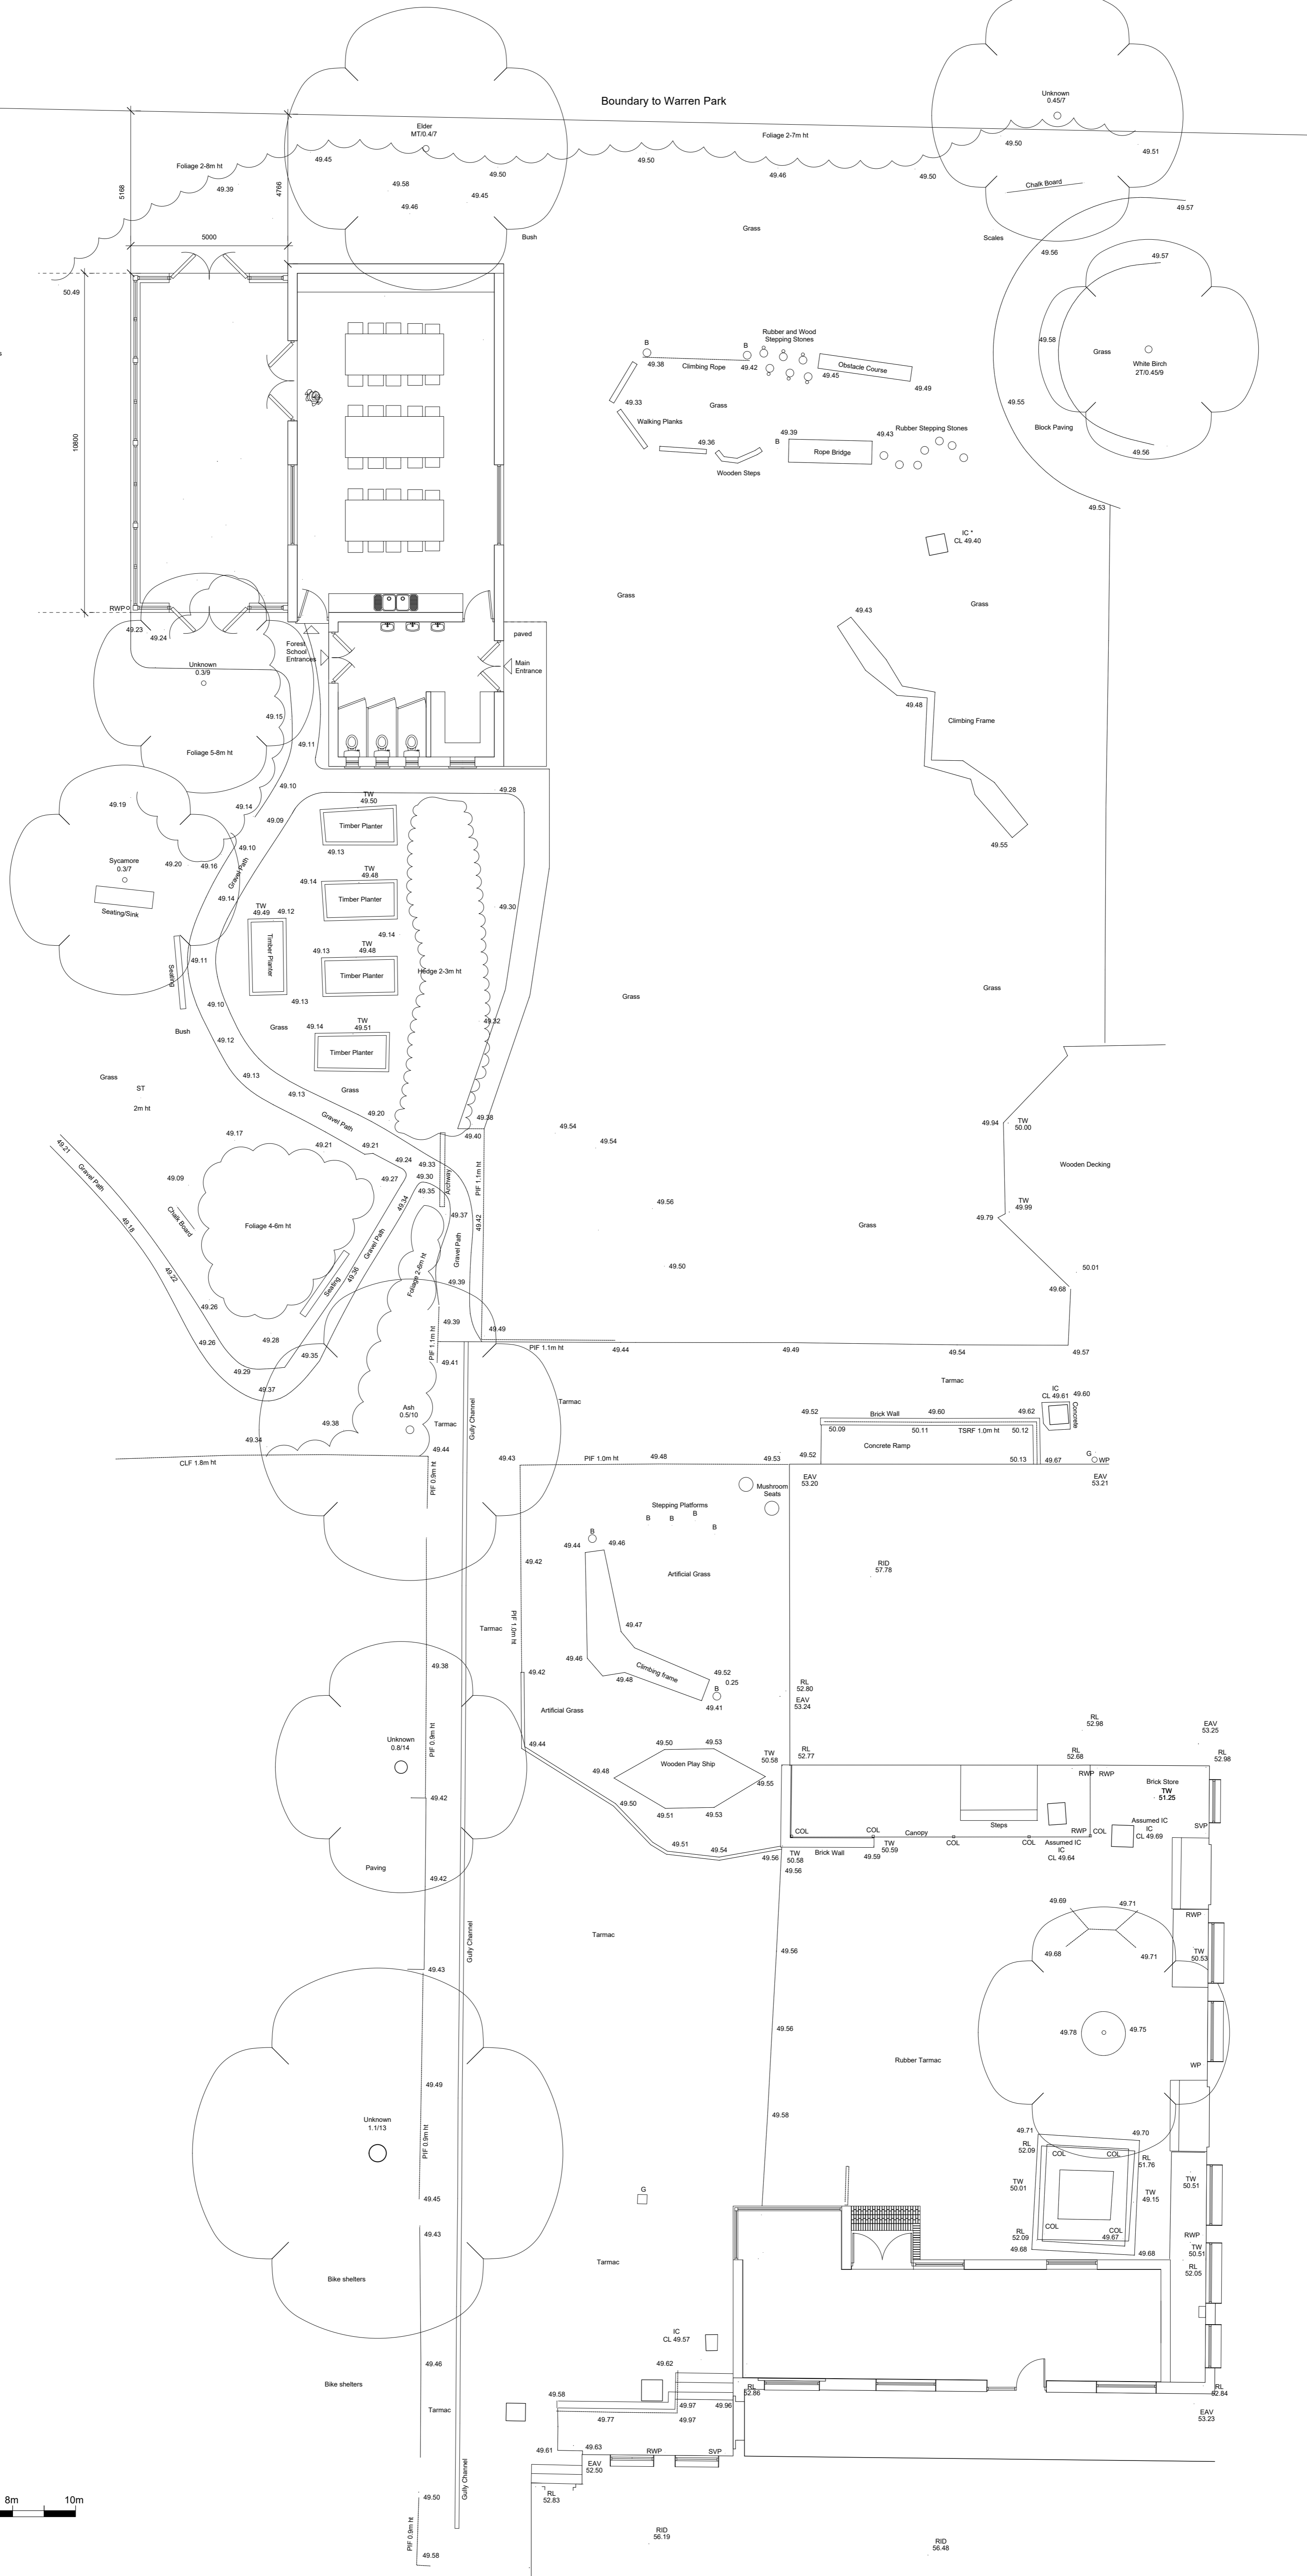 Boundary to Warren Park
Unknown
0.45/7
Elder
MT/0.4/7
Foliage 2-7m ht
Foliage 2-8m ht
49.45
49.50
49.50
49.51
49.50
49.46
49.50
49.39
49.58
49.45
49.46
5168
4766
Chalk Board
49.57
5000
Bush
Grass
Scales
49.56
49.57
50.49
10800
Rubber and Wood
Stepping Stones
B
B
49.38
Climbing Rope
49.42
49.45
Obstacle Course
49.49
49.58
Grass
White Birch
2T/0.45/9
49.33
Grass
Walking Planks
49.55
Block Paving
49.36
B
49.39
Rope Bridge
49.43
Rubber Stepping Stones
Wooden Steps
49.56
49.53
IC *
CL 49.40
Grass
Grass
RWP
49.23
49.24
49.43
Forest
School
Entrances
paved
Main
Entrance
Unknown
0.3/9
49.15
49.48
Climbing Frame
49.11
Foliage 5-8m ht
49.10
49.28
49.19
49.14
49.09
TW
49.50
Timber Planter
49.13
49.55
49.10
49.20
49.16
Sycamore
0.3/7
Gravel Path
Seating/Sink
49.14
49.14
TW
49.48
Timber Planter
TW
49.49
49.12
Timber Planter
49.30
49.14
49.13
TW
49.48
Timber Planter
Hedge 2-3m ht
49.11
Seating
49.10
49.13
Grass
Grass
Bush
49.12
Grass
49.14
TW
49.51
Timber Planter
49.32
Grass
ST
2m ht
49.13
49.13
Grass
Gravel Path
49.20
49.38
49.40
49.54
49.54
49.94
TW
50.00
49.17
49.21
Gravel Path
49.21
49.21
49.24
49.33
49.30
49.27
49.35
Archway
PIF 1.1m ht
Wooden Decking
49.09
Chalk Board
49.18
Foliage 4-6m ht
49.34
Gravel Path
49.37
49.42
Gravel Path
49.56
TW
49.99
49.79
Grass
49.22
Seating
49.36
Foliage 2-6m ht
49.39
49.50
50.01
49.68
49.26
49.26
49.28
49.35
49.29
49.37
49.39
PIF 1.1m ht
49.41
49.49
PIF 1.1m ht
49.44
49.49
49.54
49.57
Tarmac
Tarmac
Ash
0.5/10
Tarmac
Gully Channel
49.38
49.34
49.44
CLF 1.8m ht
PIF 0.9m ht
49.43
PIF 1.0m ht
49.48
49.53
49.52
Brick Wall
49.60
49.62
IC
CL 49.61
49.60
Concrete
50.09
50.11
TSRF 1.0m ht
50.12
Concrete Ramp
49.52
50.13
49.67
G
WP
EAV
53.20
EAV
53.21
Mushroom
Seats
Stepping Platforms
B
B
B
B
B
49.44
49.46
49.42
Artificial Grass
RID
57.78
PIF 1.0m ht
Tarmac
49.47
49.46
49.48
Climbing frame
49.52
0.25
B
49.41
49.38
49.42
Artificial Grass
RL
52.80
EAV
53.24
RL
52.98
EAV
53.25
Unknown
0.8/14
PIF 0.9m ht
49.44
49.50
49.53
Wooden Play Ship
49.48
49.55
49.50
49.51
49.53
TW
50.58
RL
52.77
RL
52.68
RL
52.98
RWP
RWP
Brick Store
TW
51.25
49.42
Assumed IC
IC
CL 49.69
SVP
COL
COL
Canopy
COL
Steps
COL
RWP
COL
Assumed IC
IC
CL 49.64
49.51
49.54
49.56
TW
50.58
Brick Wall
49.59
TW
50.59
49.56
Paving
49.42
49.69
49.71
RWP
Gully Channel
Tarmac
49.56
49.68
49.71
TW
50.53
49.43
49.56
49.78
49.75
Rubber Tarmac
WP
49.49
49.58
Unknown
1.1/13
PIF 0.9m ht
49.71
49.70
RL
52.09
COL
COL
RL
51.76
TW
50.01
TW
49.15
TW
50.51
49.45
G
RL
52.09
COL
COL
49.67
49.68
49.68
RWP
TW
50.51
RL
52.05
49.43
Tarmac
Bike shelters
IC
CL 49.57
49.62
49.46
Bike shelters
RL
52.86
RL
52.84
49.58
49.97
49.96
49.77
49.97
EAV
53.23
Tarmac
49.61
49.63
EAV
52.50
RWP
SVP
Gully Channel
8m
10m
49.50
RL
52.83
PIF 0.9m ht
49.58
RID
56.19
RID
56.48